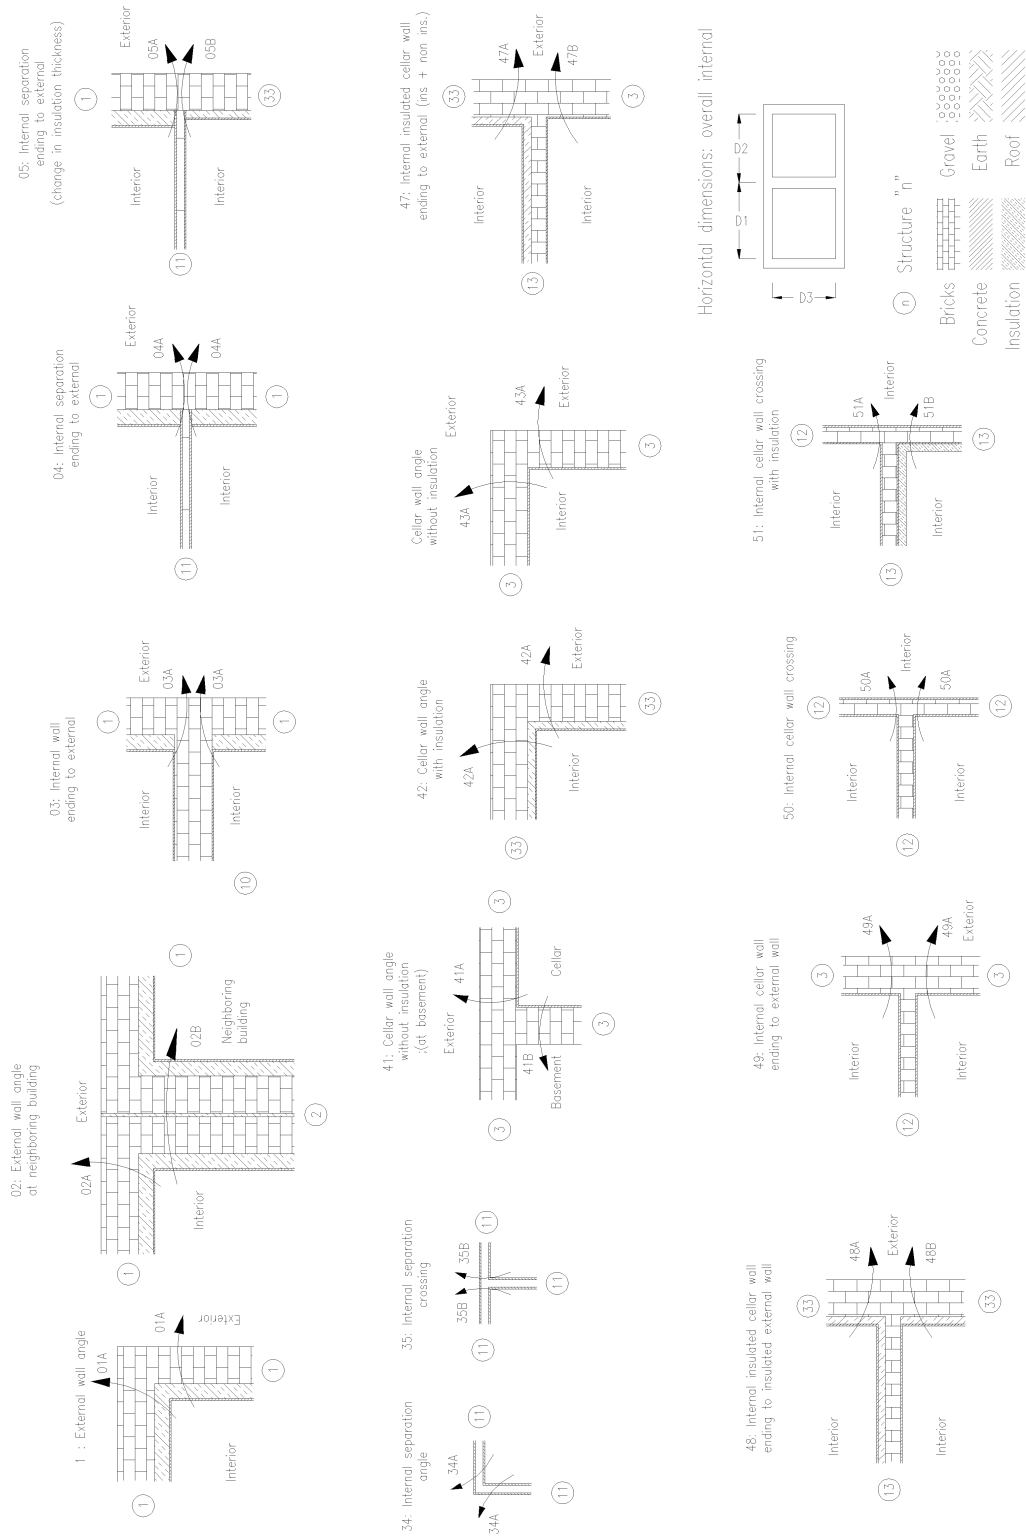 1 : External wall angle
01A
01A
Exterior
Interior
1
1
02: External wall angle
at neighboring building
Exterior
02A
02B
Neighboring
building
Interior
1
1
2
03: Internal wall
ending to external
Exterior
03A
03A
Interior
Interior
1
1
10
04: Internal separation
ending to external
Exterior
04A
04A
Interior
Interior
1
1
11
05: Internal separation
ending to external
(change in insulation thickness)
Exterior
05A
05B
Interior
Interior
1
33
11
34: Internal separation
angle
34A
34A
11
11
35: Internal separation
crossing
35B
35B
11
11
11
41: Cellar wall angle
without insulation
:(at basement)
Exterior
41A
41B
Basement
Cellar
3
3
3
42: Cellar wall angle
with insulation
42A
42A
Exterior
Interior
33
33
Cellar wall angle
without insulation
Exterior
43A
43A
Exterior
Interior
3
3
47: Internal insulated cellar wall
ending to external (ins + non ins.)
47A
Exterior
47B
Interior
Interior
33
3
13
48: Internal insulated cellar wall
ending to insulated external wall
48A
Exterior
48B
Interior
Interior
33
33
13
49: Internal cellar wall
ending to external wall
49A
49A
Exterior
Interior
Interior
3
3
12
50: Internal cellar wall crossing
50A
Interior
50A
Interior
Interior
12
12
12
51: Internal cellar wall crossing
with insulation
51A
Interior
51B
Interior
Interior
12
13
13
Horizontal dimensions: overall internal
D1
D2
D3
n Structure "n"
Bricks
Gravel
Concrete
Earth
Insulation
Roof